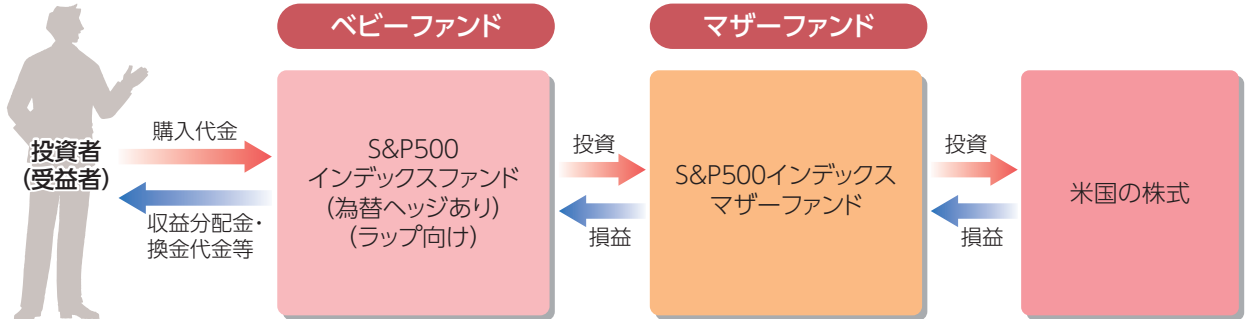 ベビーファンド
マザーファンド
投資者
(受益者)
購入代金
収益分配金・
換金代金等
S&P500
インデックスファンド
(為替ヘッジあり)
(ラップ向け)
投資
損益
S&P500インデックス
マザーファンド
投資
損益
米国の株式